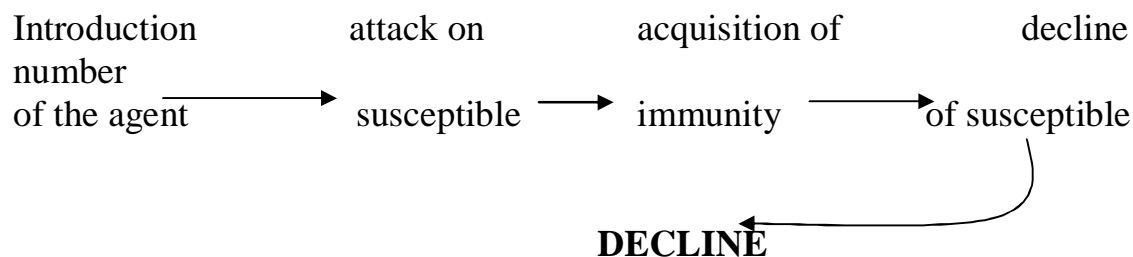 Introduction attack on acquisition of decline
number
of the agent susceptible immunity of susceptible
DECLINE